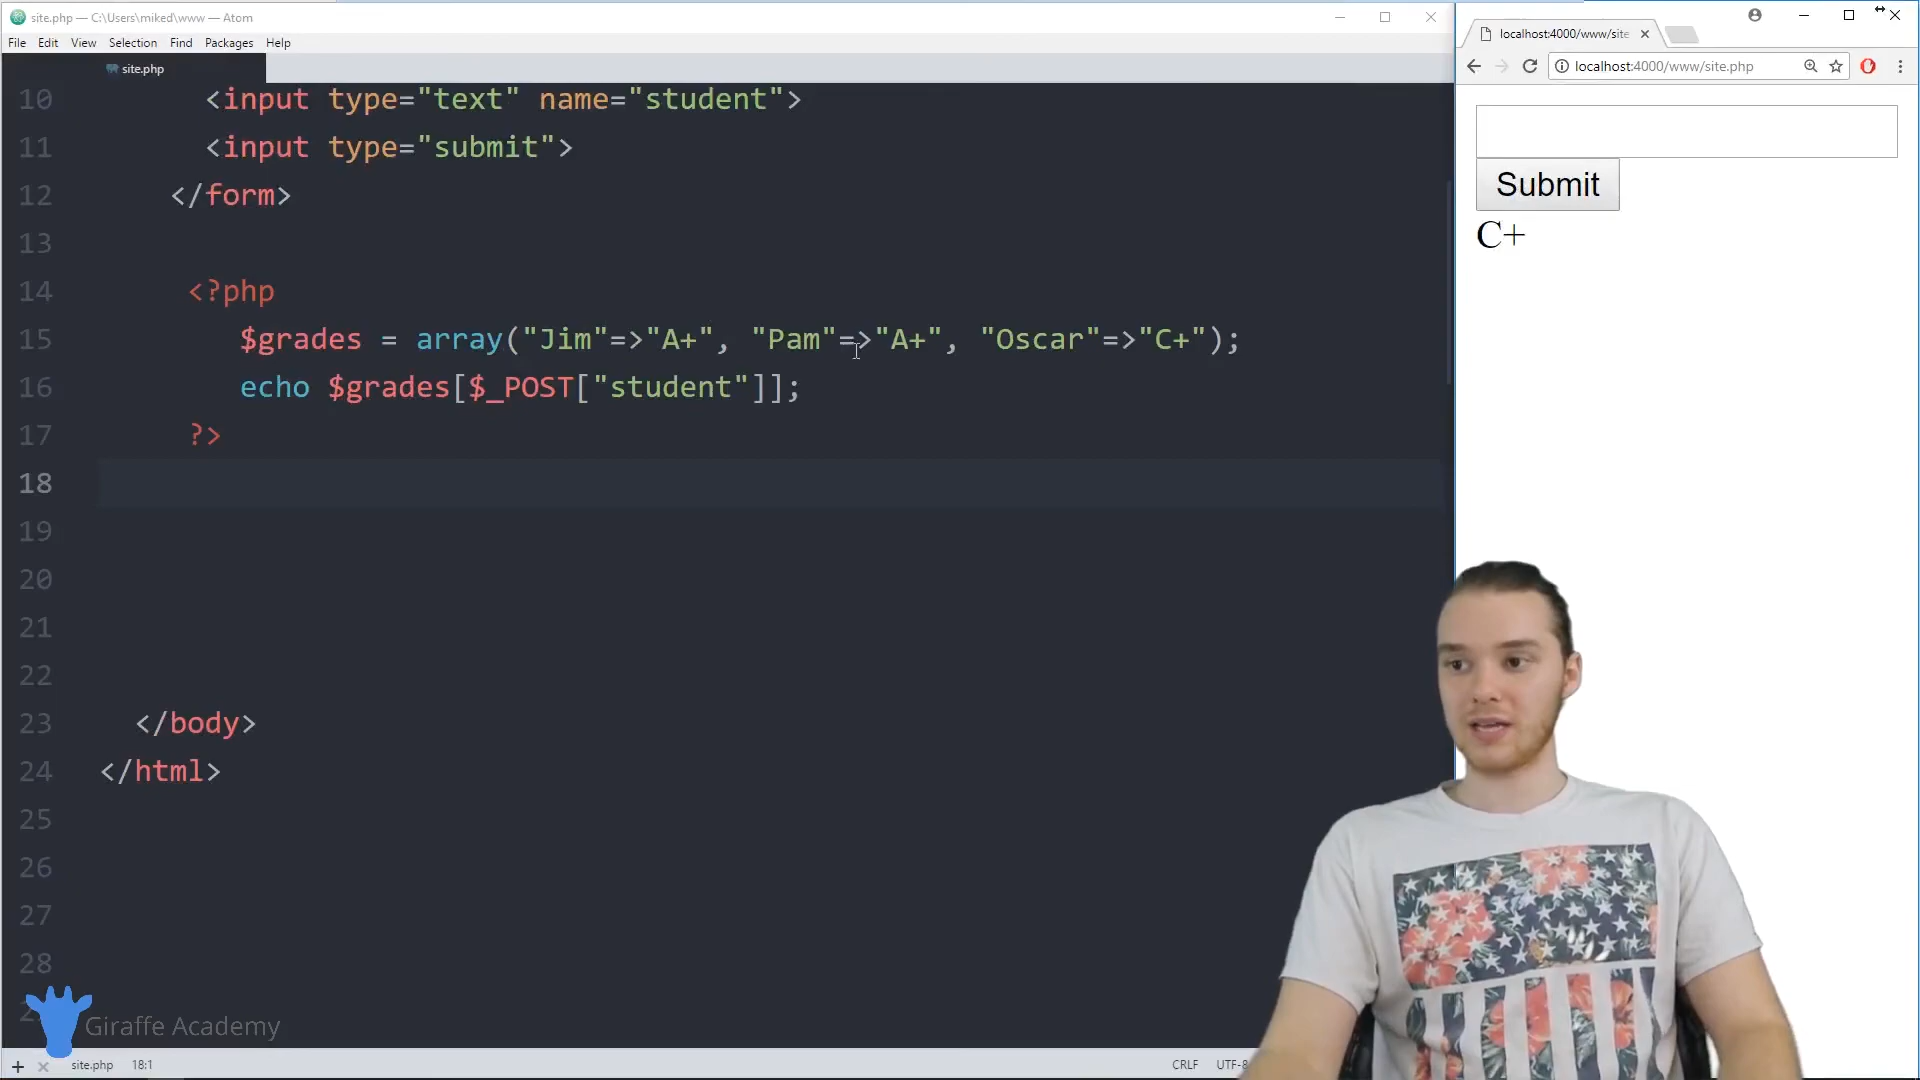 site.php — C:\Users\miked\www — Atom
File Edit View Selection Find Packages Help
site.php
10 <input type="text" name="student">
11 <input type="submit">
12 </form>
13
14 <?php
15 $grades = array("Jim"=>"A+", "Pam"=>"A+", "Oscar"=>"C+");
16 echo $grades[$_POST["student"]];
17 ?>
18
19
20
21
22
23 </body>
24 </html>
25
26
27
28
Giraffe Academy
site.php 18:1 CRLF UTF-8
localhost:4000/www/site
localhost:4000/www/site.php
Submit
C+